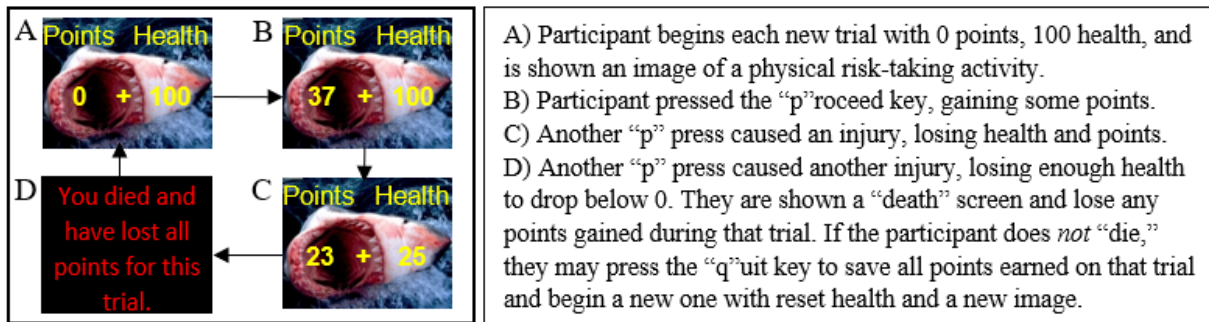 A
Points Health
0 + 100
B
Points Health
37 + 100
D
You died and
have lost all
points for this
trial.
C
Points Health
23 + 25
A) Participant begins each new trial with 0 points, 100 health, and
is shown an image of a physical risk-taking activity.
B) Participant pressed the “p”roceed key, gaining some points.
C) Another “p” press caused an injury, losing health and points.
D) Another “p” press caused another injury, losing enough health
to drop below 0. They are shown a “death” screen and lose any
points gained during that trial. If the participant does not “die,”
they may press the “q”uit key to save all points earned on that trial
and begin a new one with reset health and a new image.